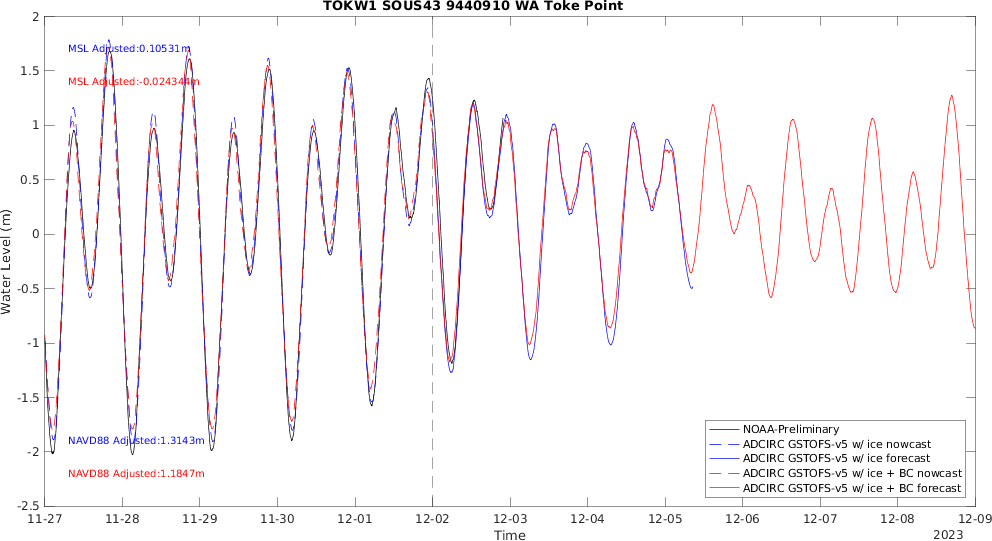 TOKW1 SOUS43 9440910 WA Toke Point
2
1.5
1
0.5
0
-0.5
-1
-1.5
-2
-2.5
Water Level (m)
MSL Adjusted:0.10531m
MSL Adjusted:-0.024344m
NAVD88 Adjusted:1.3143m
NAVD88 Adjusted:1.1847m
NOAA-Preliminary
ADCIRC GSTOFS-v5 w/ ice nowcast
ADCIRC GSTOFS-v5 w/ ice forecast
ADCIRC GSTOFS-v5 w/ ice + BC nowcast
ADCIRC GSTOFS-v5 w/ ice + BC forecast
11-27 11-28 11-29 11-30 12-01 12-02 12-03 12-04 12-05 12-06 12-07 12-08 12-09
Time
2023